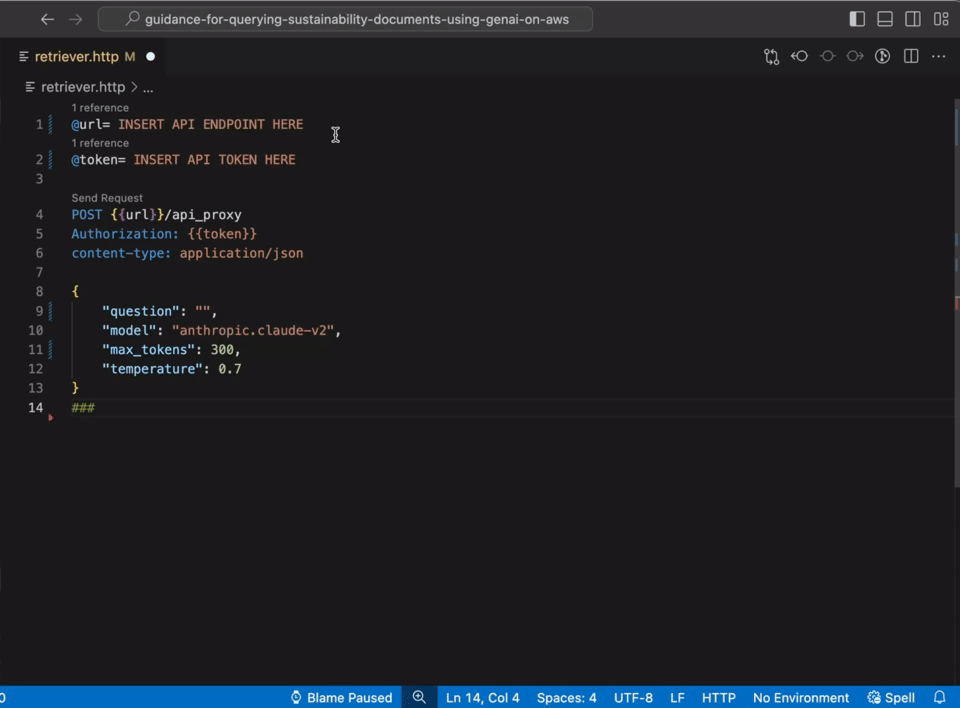 guidance-for-querying-sustainability-documents-using-genai-on-aws
retriever.http M
retriever.http > ...
1 reference
1 @url= INSERT API ENDPOINT HERE
1 reference
2 @token= INSERT API TOKEN HERE
3
Send Request
4 POST {{url}}/api_proxy
5 Authorization: {{token}}
6 content-type: application/json
7
8 {
9 "question": "",
10 "model": "anthropic.claude-v2",
11 "max_tokens": 300,
12 "temperature": 0.7
13 }
14 ###
0 Blame Paused Ln 14, Col 4 Spaces: 4 UTF-8 LF HTTP No Environment Spell